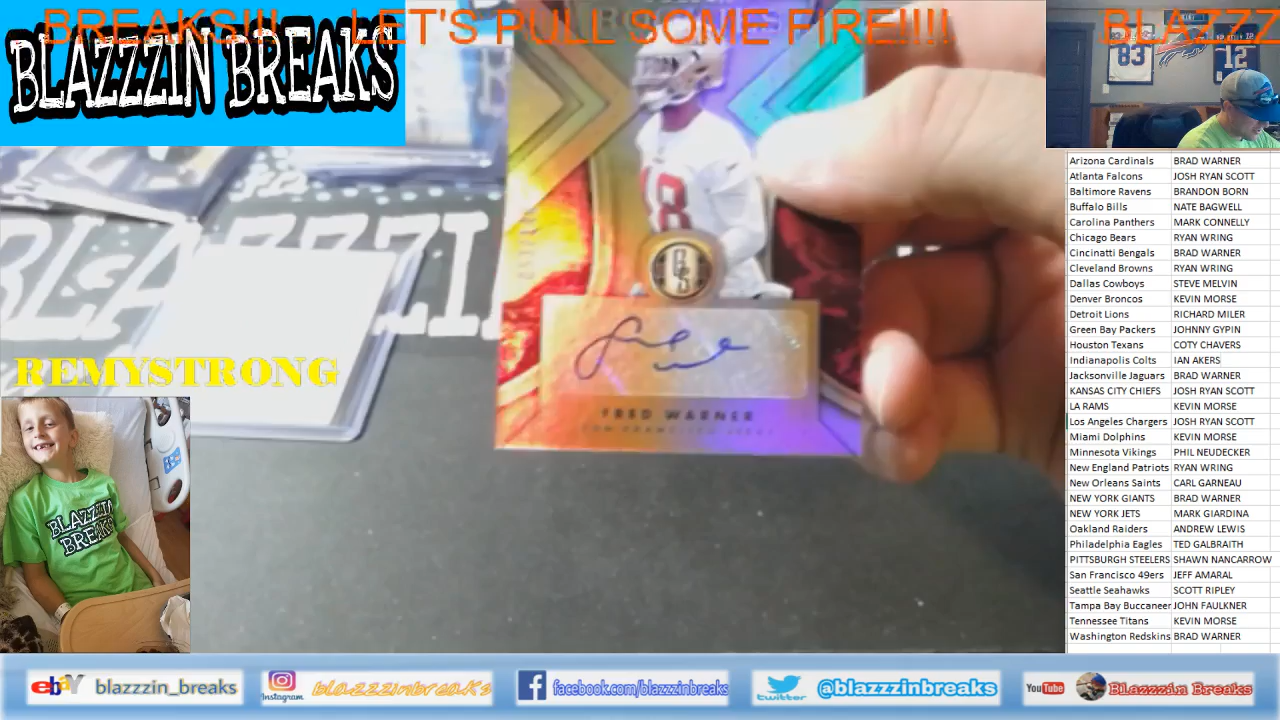 BREAKS!!! LET'S PULL SOME FIRE!!!! BLAZZZ
BLAZZZIN BREAKS
83
12
GS
FRED WARNER
REMYSTRONG
BLAZZZIN
BREAKS
Arizona Cardinals BRAD WARNER
Atlanta Falcons JOSH RYAN SCOTT
Baltimore Ravens BRANDON BORN
Buffalo Bills NATE BAGWELL
Carolina Panthers MARK CONNELLY
Chicago Bears RYAN WRING
Cincinatti Bengals BRAD WARNER
Cleveland Browns RYAN WRING
Dallas Cowboys STEVE MELVIN
Denver Broncos KEVIN MORSE
Detroit Lions RICHARD MILER
Green Bay Packers JOHNNY GYPIN
Houston Texans COTY CHAVERS
Indianapolis Colts IAN AKERS
Jacksonville Jaguars BRAD WARNER
KANSAS CITY CHIEFS JOSH RYAN SCOTT
LA RAMS KEVIN MORSE
Los Angeles Chargers JOSH RYAN SCOTT
Miami Dolphins KEVIN MORSE
Minnesota Vikings PHIL NEUDECKER
New England Patriots RYAN WRING
New Orleans Saints CARL GARNEAU
NEW YORK GIANTS BRAD WARNER
NEW YORK JETS MARK GIARDINA
Oakland Raiders ANDREW LEWIS
Philadelphia Eagles TED GALBRAITH
PITTSBURGH STEELERS SHAWN NANCARROW
San Francisco 49ers JEFF AMARAL
Seattle Seahawks SCOTT RIPLEY
Tampa Bay Buccaneer JOHN FAULKNER
Tennessee Titans KEVIN MORSE
Washington Redskins BRAD WARNER
ebay blazzzin_breaks Instagram blazzzinbreaks facebook.com/blazzzinbreaks twitter @blazzzinbreaks YouTube Blazzzin Breaks